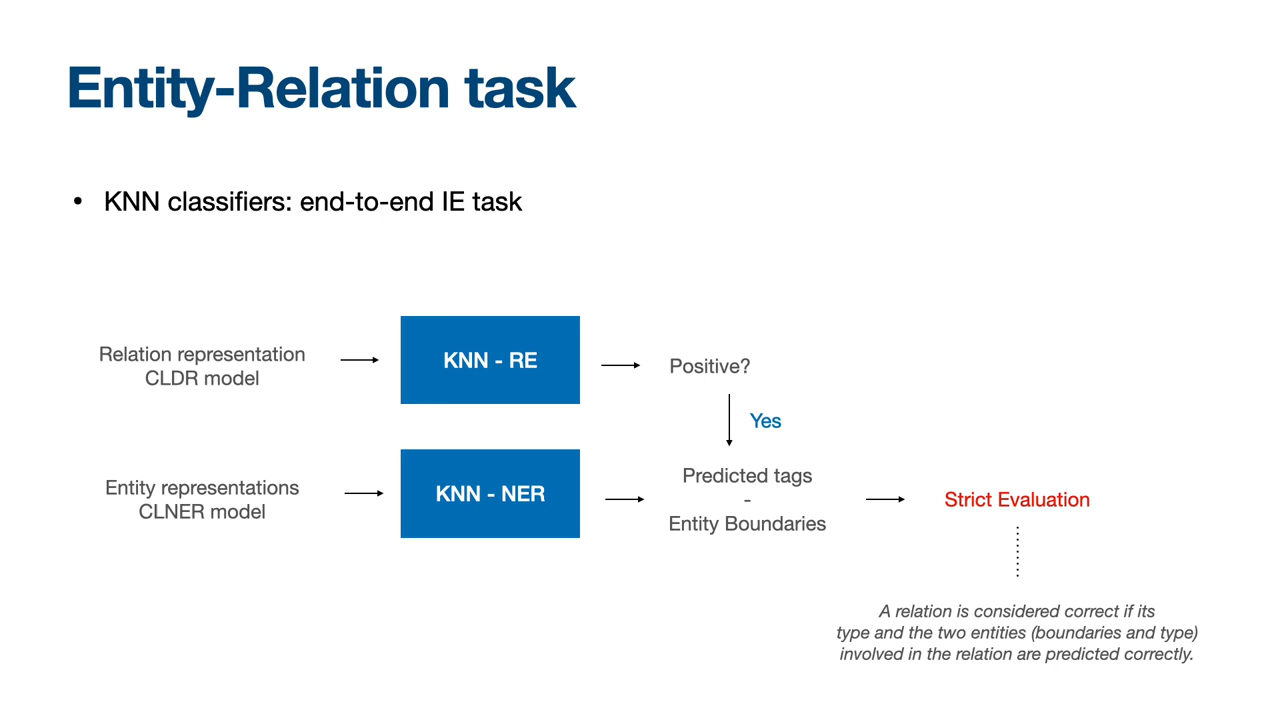 Entity-Relation task
• KNN classifiers: end-to-end IE task
Relation representation
CLDR model
KNN - RE
Positive?
Yes
Entity representations
CLNER model
KNN - NER
Predicted tags
-
Entity Boundaries
Strict Evaluation
A relation is considered correct if its
type and the two entities (boundaries and type)
involved in the relation are predicted correctly.